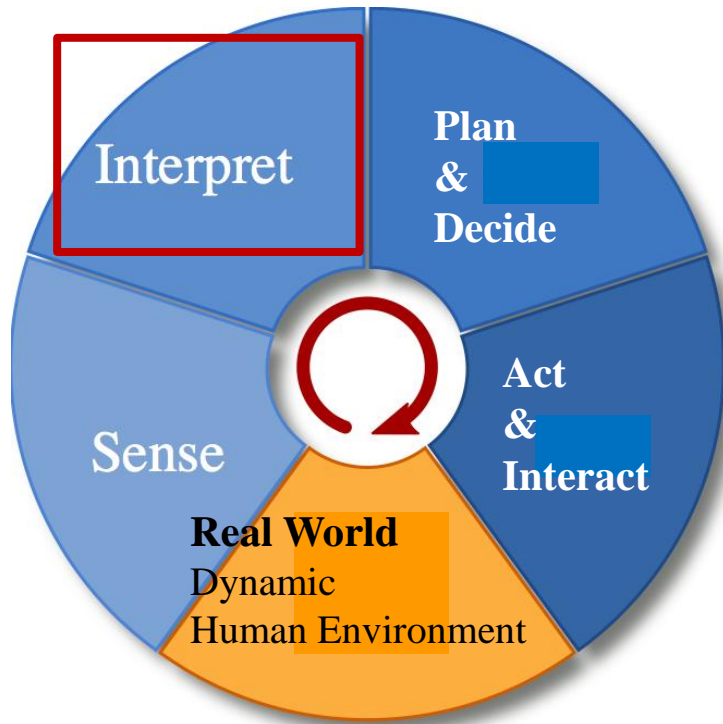 Interpret
Plan
&
Decide
Sense
Act
&
Interact
Real World
Dynamic
Human Environment